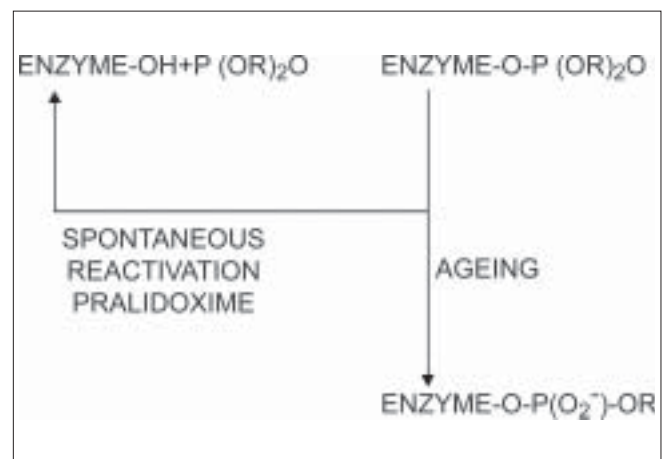 ENZYME-OH+P (OR)₂O ENZYME-O-P (OR)₂O
SPONTANEOUS
REACTIVATION
PRALIDOXIME
AGEING
ENZYME-O-P(O₂⁻)-OR